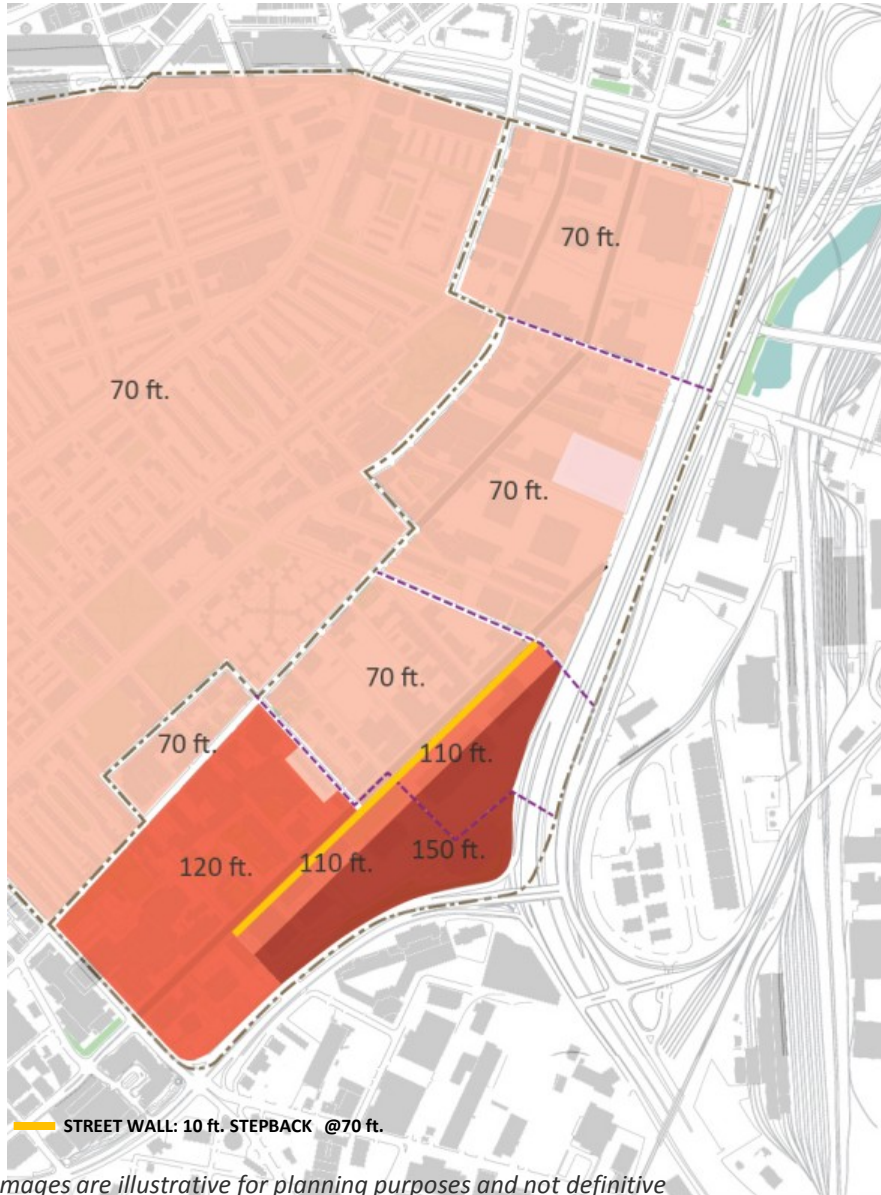 70 ft.
70 ft.
70 ft.
70 ft.
70 ft.
110 ft.
120 ft.
110 ft.
150 ft.
STREET WALL: 10 ft. STEPBACK @70 ft.
mages are illustrative for planning purposes and not definitive